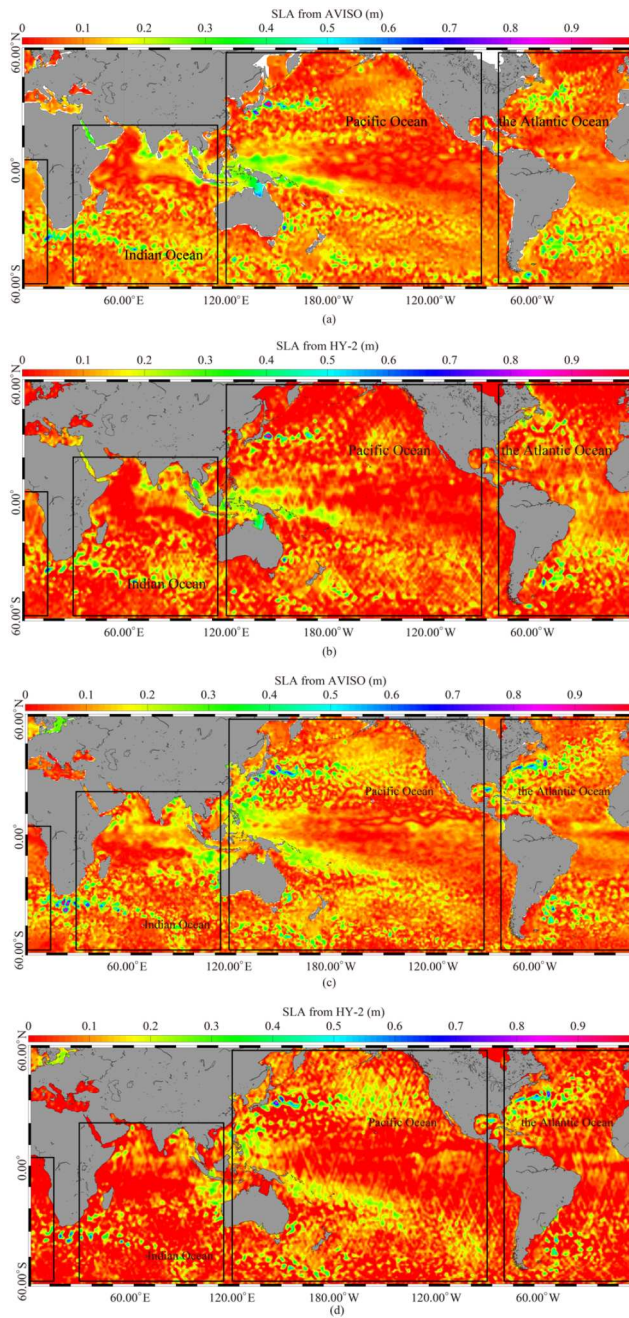 SLA from AVISO (m)
0 0.1 0.2 0.3 0.4 0.5 0.6 0.7 0.8 0.9
60.00°N
Pacific Ocean
the Atlantic Ocean
0.00°
Indian Ocean
60.00°S
60.00°E 120.00°E 180.00°W 120.00°W 60.00°W
(a)
SLA from HY-2 (m)
0 0.1 0.2 0.3 0.4 0.5 0.6 0.7 0.8 0.9
60.00°N
Pacific Ocean
the Atlantic Ocean
0.00°
Indian Ocean
60.00°S
60.00°E 120.00°E 180.00°W 120.00°W 60.00°W
(b)
SLA from AVISO (m)
0 0.1 0.2 0.3 0.4 0.5 0.6 0.7 0.8 0.9
60.00°N
Pacific Ocean
the Atlantic Ocean
0.00°
Indian Ocean
60.00°S
60.00°E 120.00°E 180.00°W 120.00°W 60.00°W
(c)
SLA from HY-2 (m)
0 0.1 0.2 0.3 0.4 0.5 0.6 0.7 0.8 0.9
60.00°N
Pacific Ocean
the Atlantic Ocean
0.00°
Indian Ocean
60.00°S
60.00°E 120.00°E 180.00°W 120.00°W 60.00°W
(d)